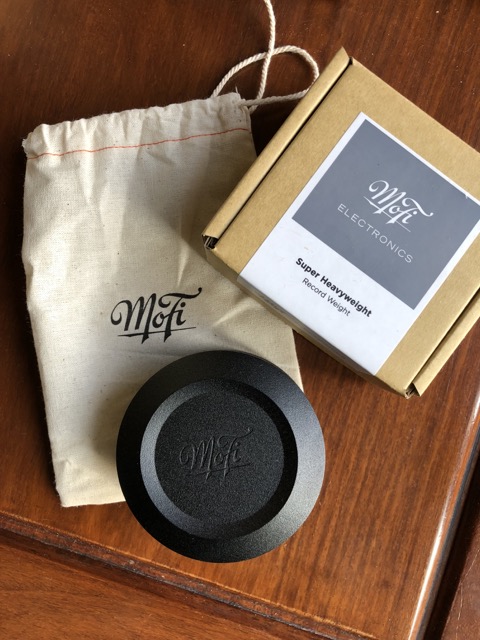 MoFi
ELECTRONICS
Super Heavyweight
Record Weight
MoFi
MoFi